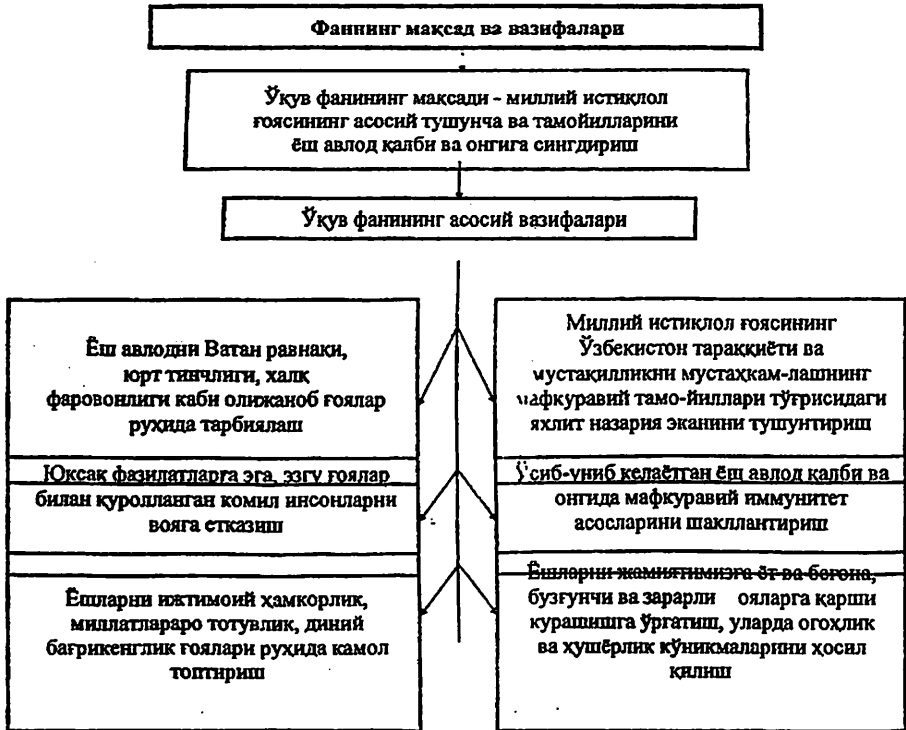 Фаннинг мақсад ва вазифалари
Ўқув фанининг мақсади - миллий истиқлол
ғоясининг асосий тушунча ва тамойилларини
ёш авлод қалби ва онгига сингдириш
Ўқув фанининг асосий вазифалари
Ёш авлодни Ватан равнақи,
юрт тинчлиги, халқ
фаровонлиги каби олижаноб ғоялар
руҳида тарбиялаш
Юксак фазилатларга эга, эзгу ғоялар
билан қуролланган комил инсонларни
вояга етказиш
Ёшларни ижтимоий ҳамкорлик,
миллатлараро тотувлик, диний
бағрикенглик ғоялари руҳида камол
топтириш
Миллий истиқлол ғоясининг
Ўзбекистон тараққиёти ва
мустақилликни мустаҳкам-лашнинг
мафкуравий тамо-йиллари тўғрисидаги
яхлит назария эканини тушунтириш
Ўсиб-униб келаётган ёш авлод қалби ва
онгида мафкуравий иммунитет
асосларини шакллантириш
Ёшларни жамиятимизга ёт ва бегона,
бузғунчи ва зарарли ояларга қарши
курашишга ўргатиш, уларда огоҳлик
ва ҳушёрлик кўникмаларини ҳосил
қилиш